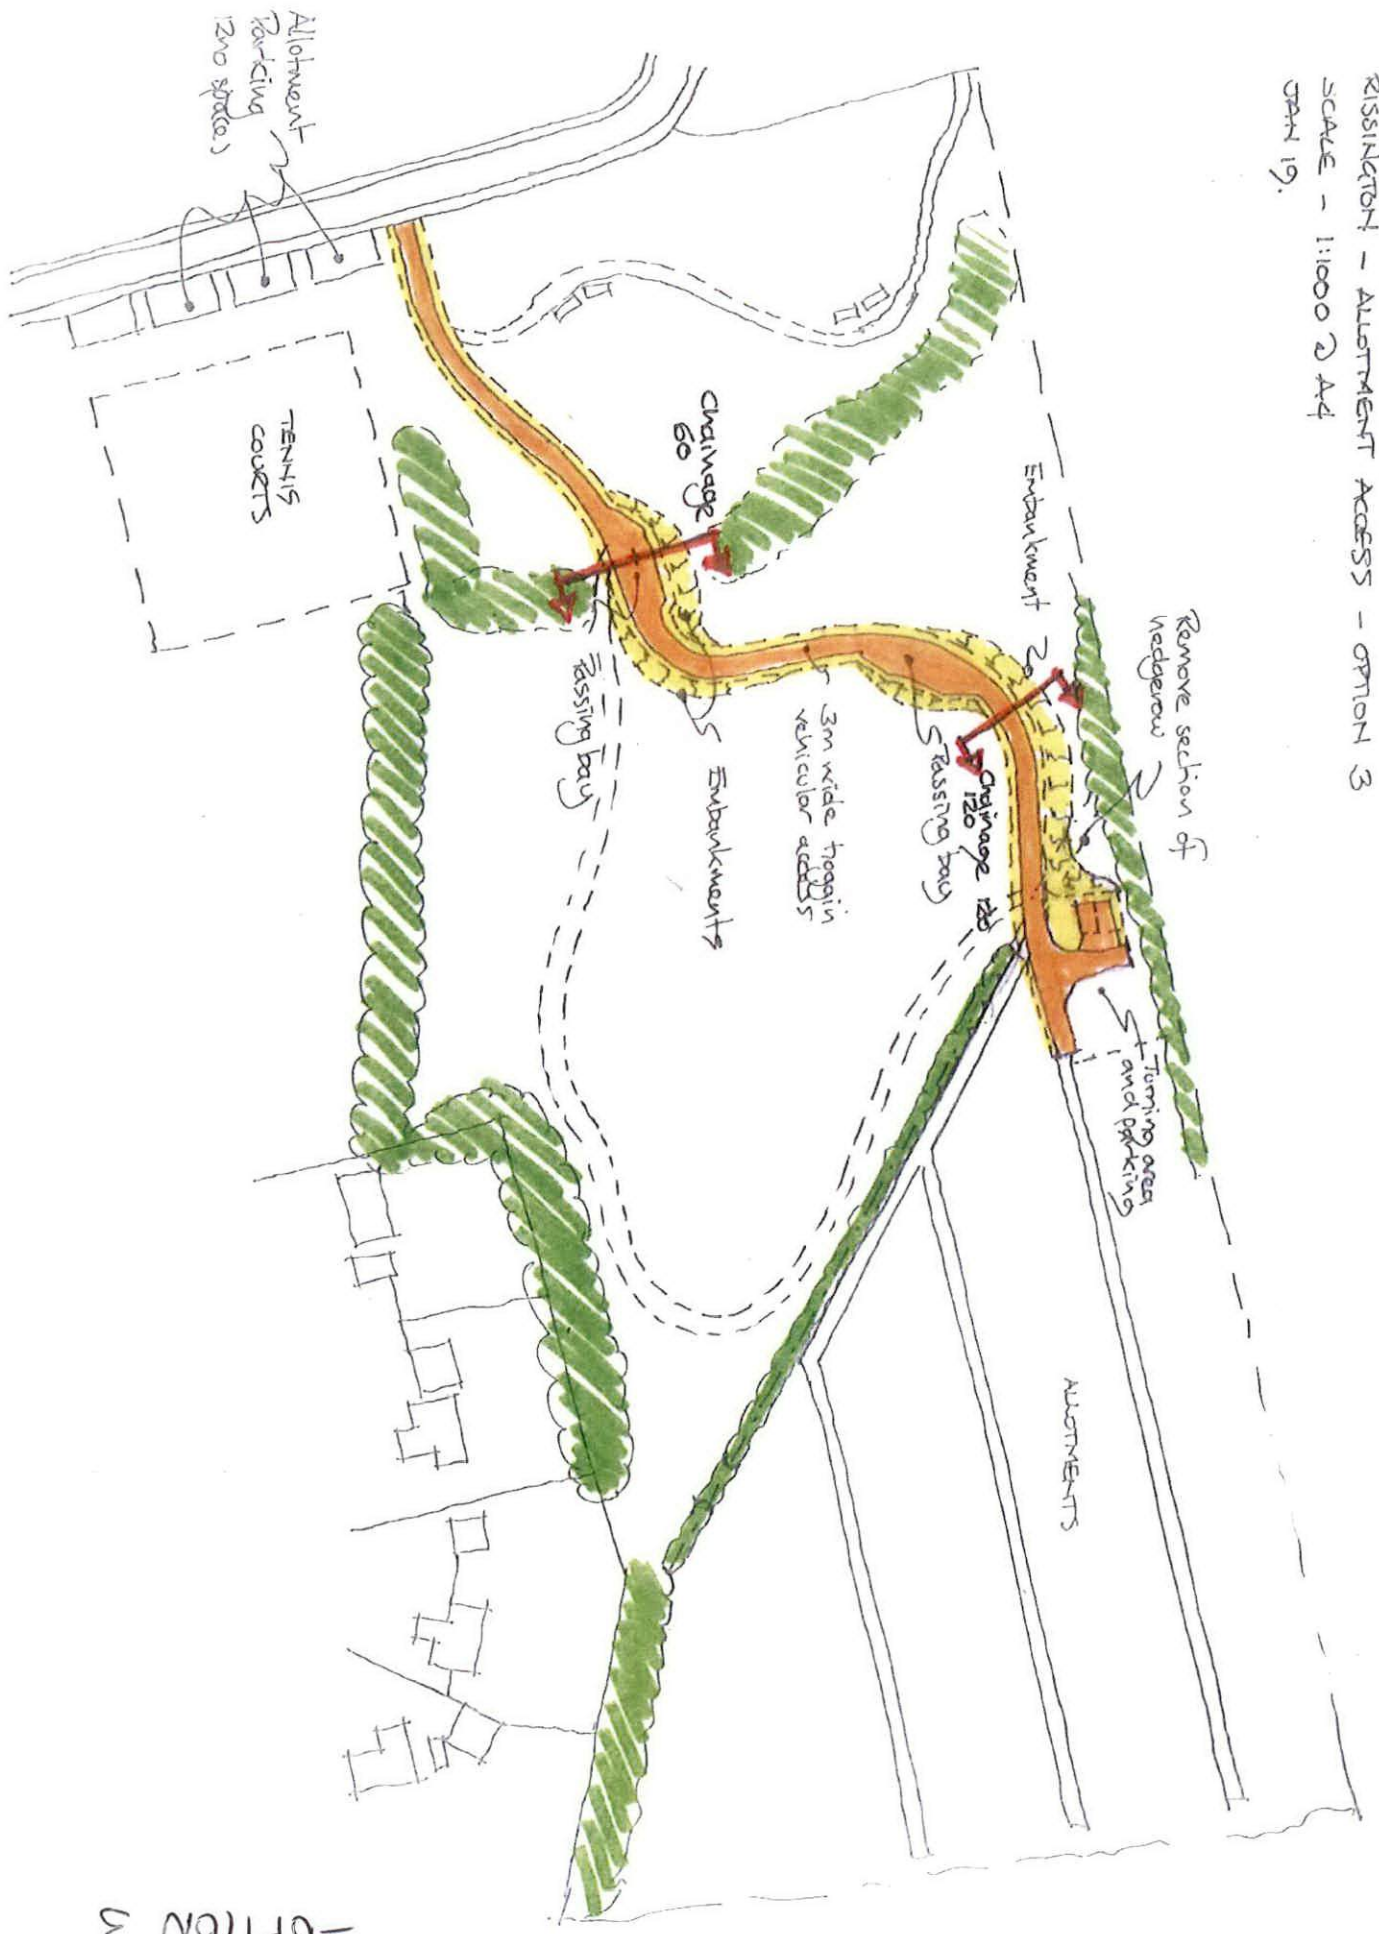 RISSINGTON - ALLOTMENT ACCESS - OPTION 3
SCALE - 1:1000 @ A4
JAN 19.
Remove section of
hedgerow
Embankment
Turning area
and parking
Chainage
120
Passing bay
3m wide hoggin
vehicular access
Embankments
Chainage
60
Passing bay
ALLOTMENTS
TENNIS
COURTS
Allotment
Parking
12no spaces
OPTION 3